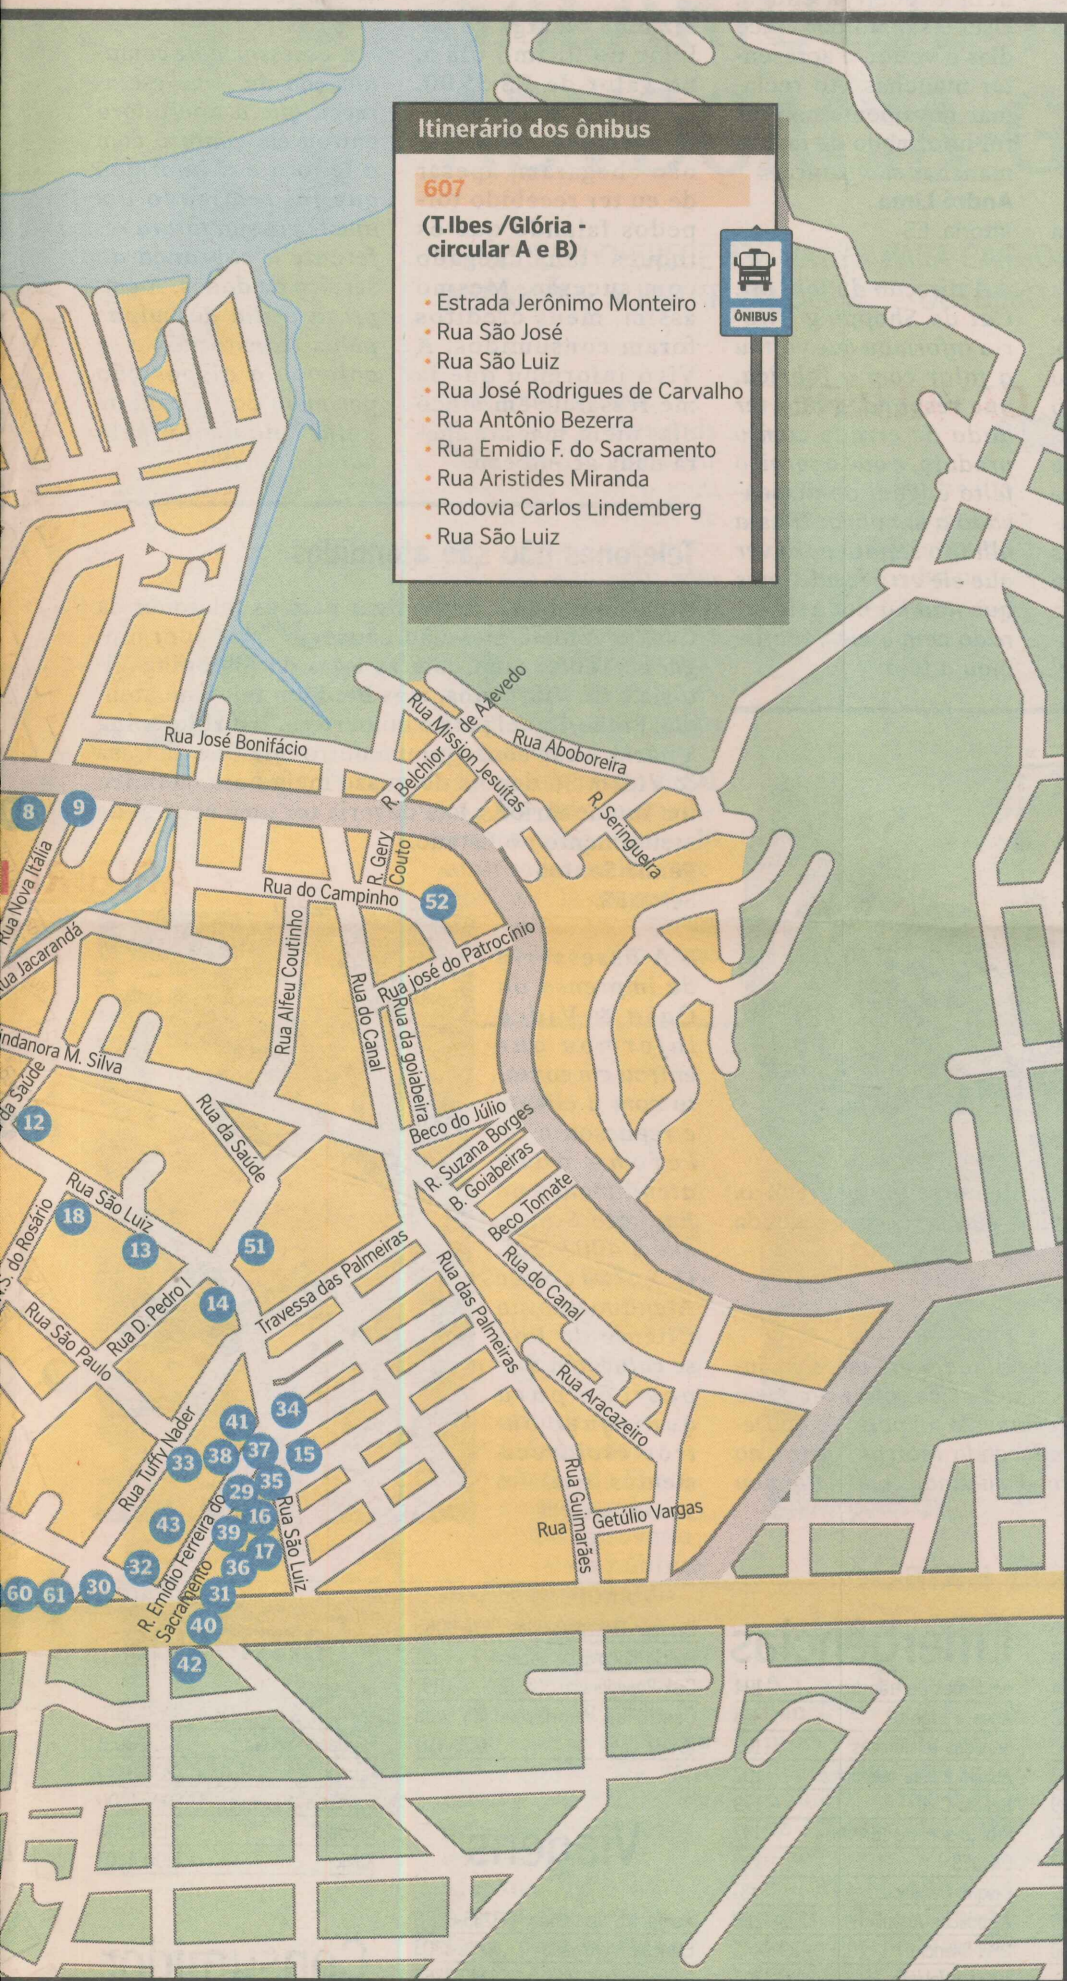 Itinerário dos ônibus
607
(T.Ibes /Glória -
circular A e B)
ÔNIBUS
• Estrada Jerônimo Monteiro
• Rua São José
• Rua São Luiz
• Rua José Rodrigues de Carvalho
• Rua Antônio Bezerra
• Rua Emidio F. do Sacramento
• Rua Aristides Miranda
• Rodovia Carlos Lindemberg
• Rua São Luiz
Rua José Bonifácio
Rua Mission Jesuítas
R. Belchior de Azevedo
Rua Aboboreira
R. Seringueira
8
9
Rua Nova Itália
R. Gery
Couto
Rua do Campinho
52
Rua Jacarandá
Rua Alfeu Coutinho
Rua do Canal
Rua josé do Patrocínio
Rua da goiabeira
indanora M. Silva
da Saúde
12
Rua da Saúde
Beco do Júlio
R. Suzana Borges
B. Goiabeiras
Beco Tomate
Rua São Luiz
18
13
51
.S. do Rosário
14
Rua D. Pedro I
Rua São Paulo
Travessa das Palmeiras
Rua das Palmeiras
Rua do Canal
Rua Aracazeiro
34
41
37
38
33
15
35
29
Rua Tuffy Nader
43
16
39
17
32
36
Rua São Luiz
R. Emidio Ferreira do
Sacramento
60
61
30
31
40
42
Rua Guimarães
Rua Getúlio Vargas